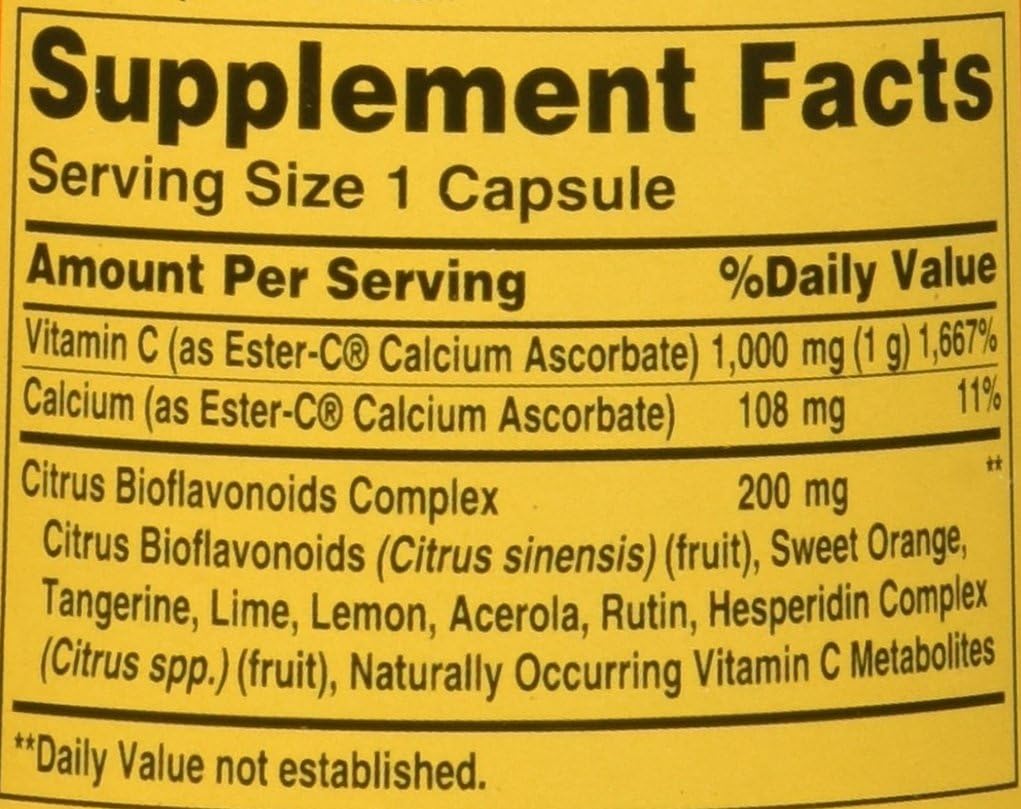 Supplement Facts
Serving Size 1 Capsule
Amount Per Serving %Daily Value
Vitamin C (as Ester-C® Calcium Ascorbate) 1,000 mg (1 g) 1,667%
Calcium (as Ester-C® Calcium Ascorbate) 108 mg 11%
Citrus Bioflavonoids Complex 200 mg **
Citrus Bioflavonoids (Citrus sinensis) (fruit), Sweet Orange,
Tangerine, Lime, Lemon, Acerola, Rutin, Hesperidin Complex
(Citrus spp.) (fruit), Naturally Occurring Vitamin C Metabolites
**Daily Value not established.